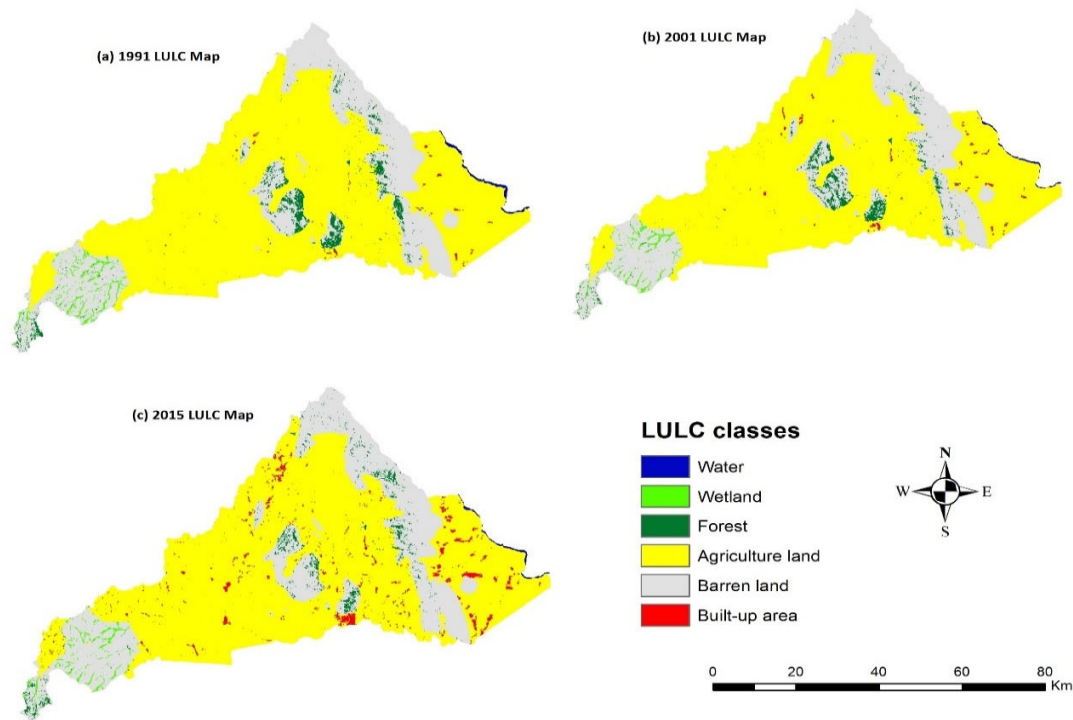 (a) 1991 LULC Map
(b) 2001 LULC Map
(c) 2015 LULC Map
LULC classes
Water
Wetland
Forest
Agriculture land
Barren land
Built-up area
N
W E
S
0 20 40 60 80
Km